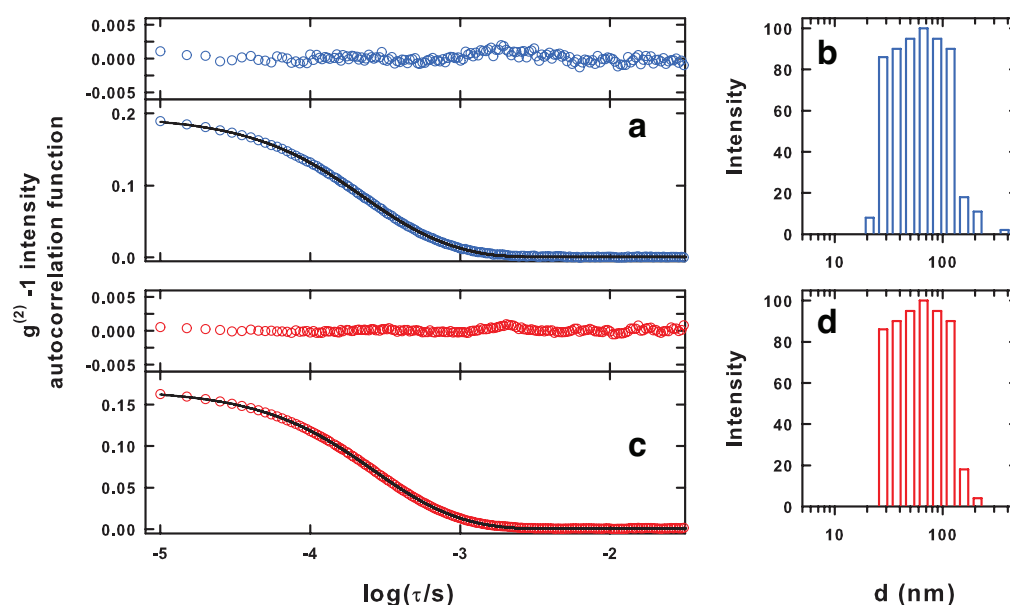 g(2) -1 intensity
autocorrelation function
0.005
0.000
-0.005
0.2
0.1
0.0
a
0.005
0.000
-0.005
0.15
0.10
0.05
0.00
c
-5 -4 -3 -2
log(τ/s)
Intensity
100
80
60
40
20
0
b
10 100
Intensity
100
80
60
40
20
0
d
10 100
d (nm)